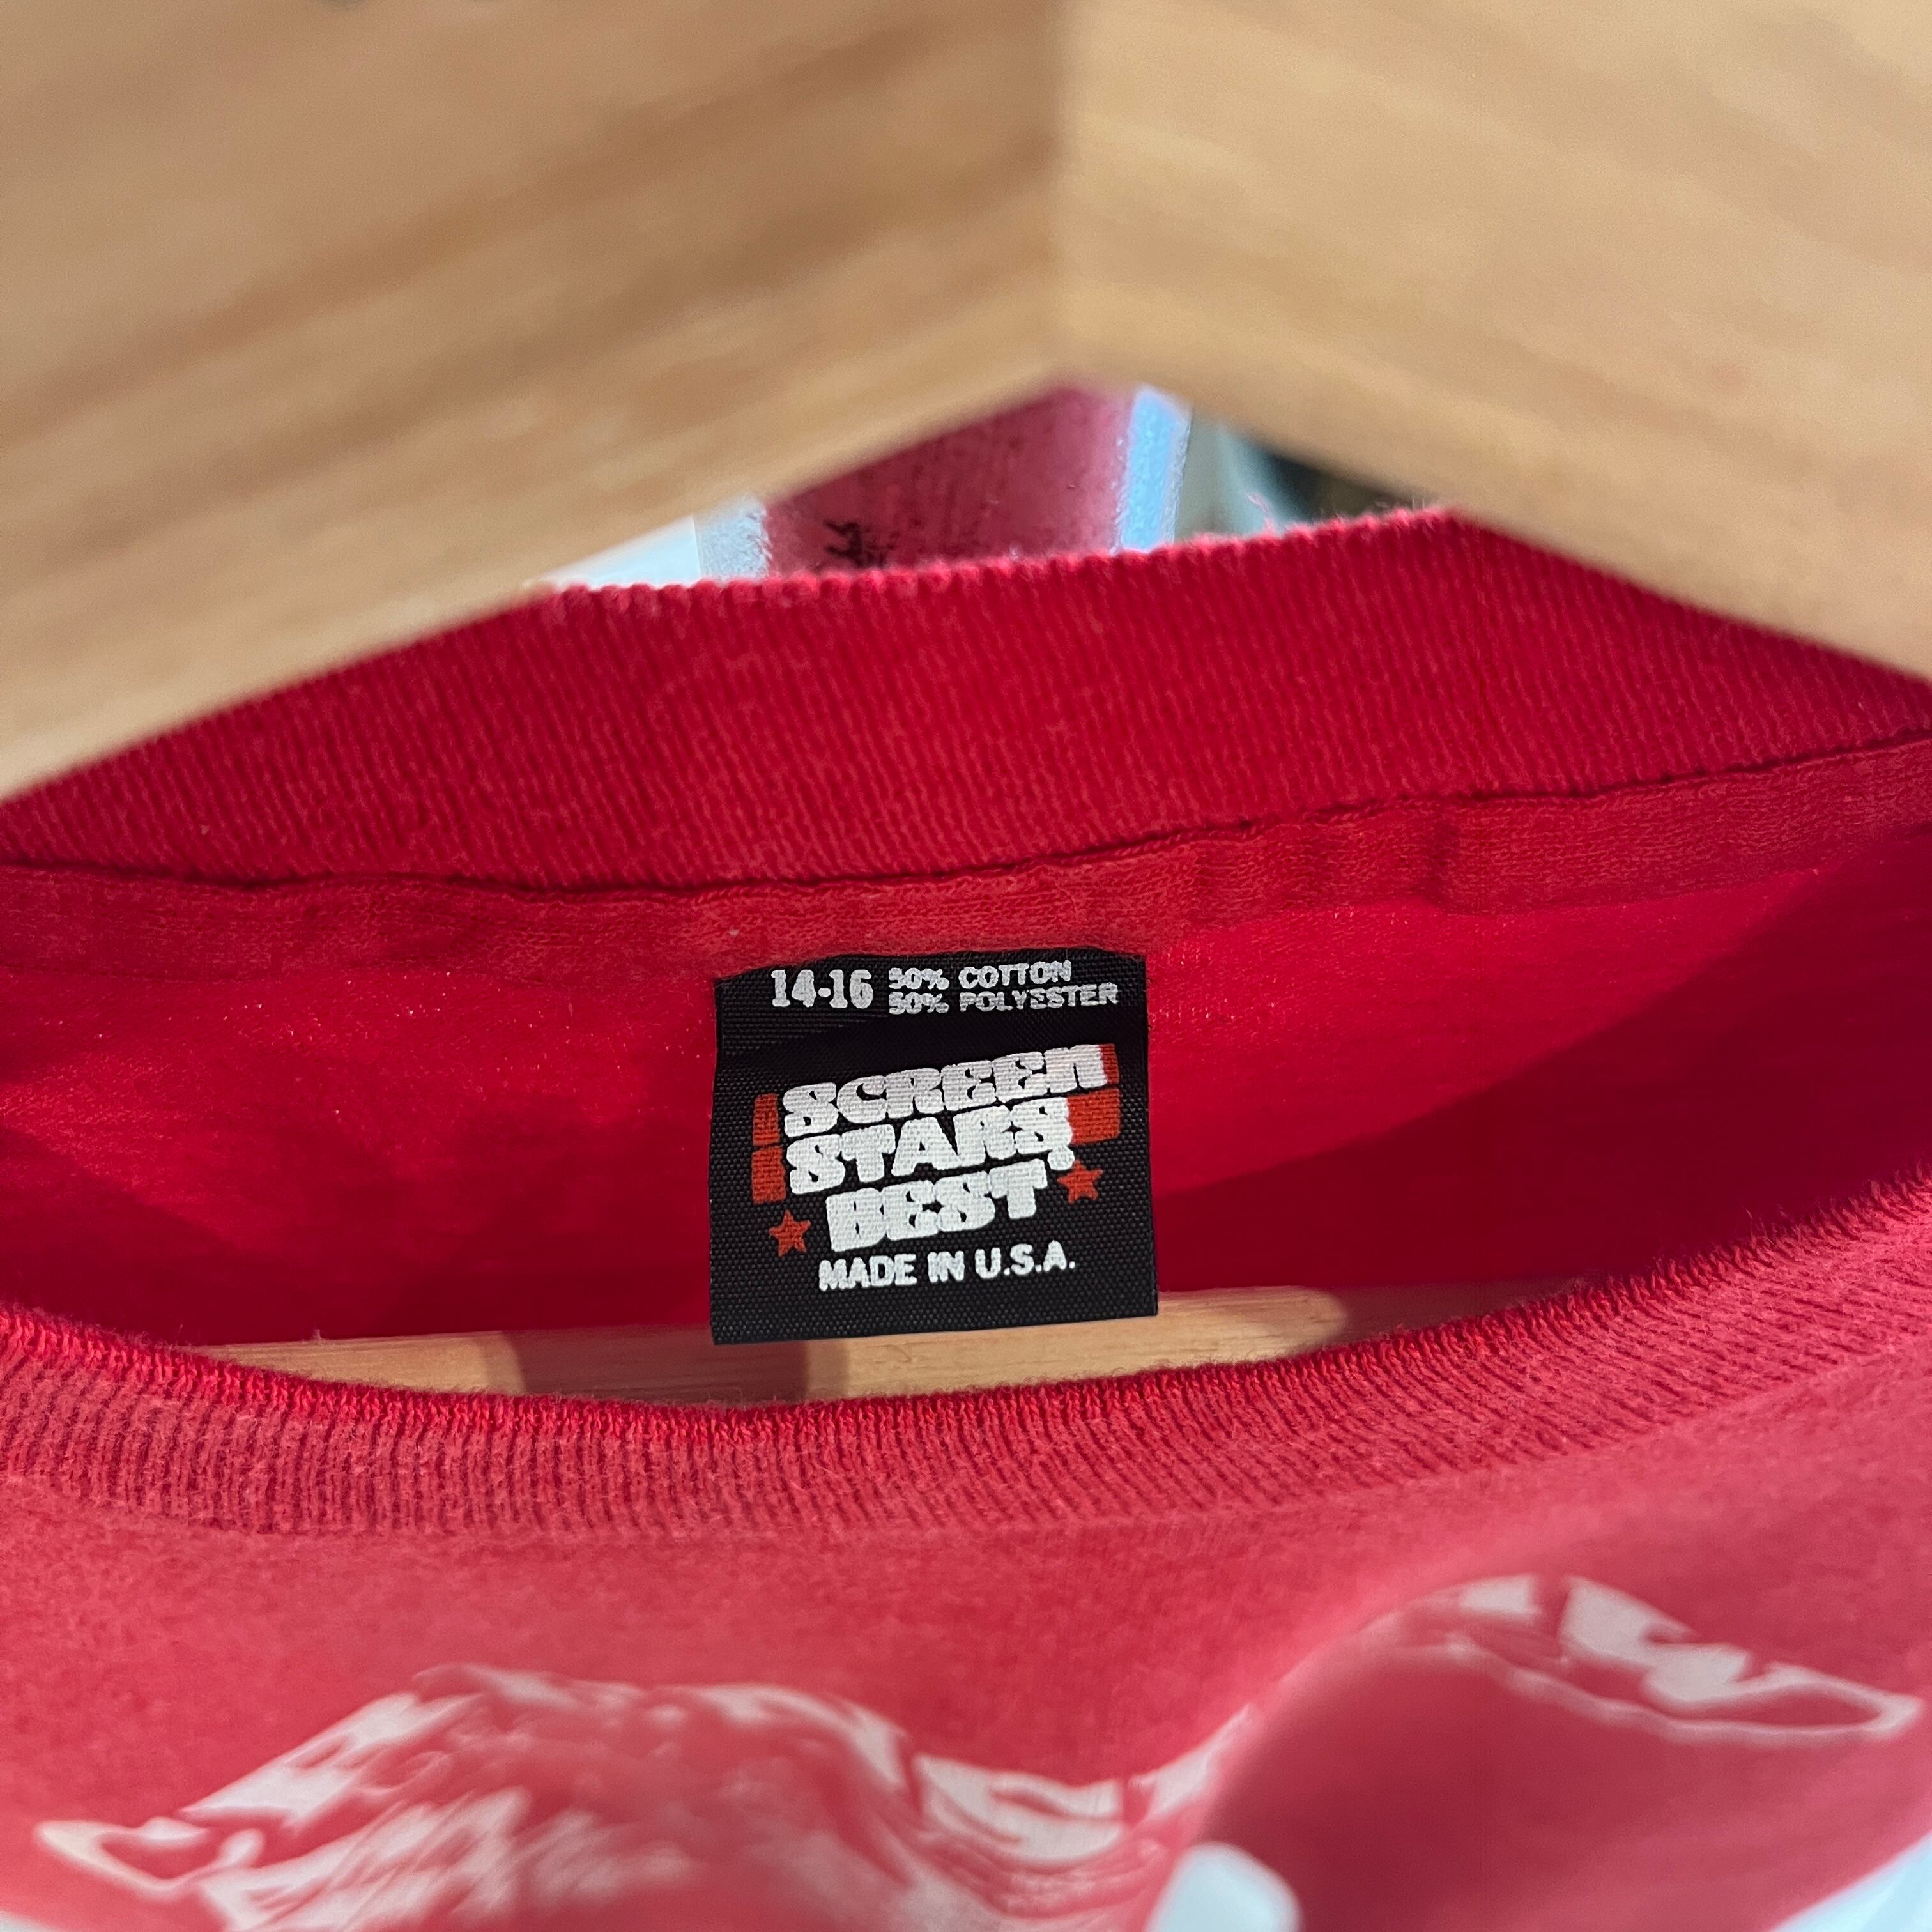 14-16 50% COTTON
50% POLYESTER
SCREEN
STARS
BEST
MADE IN U.S.A.